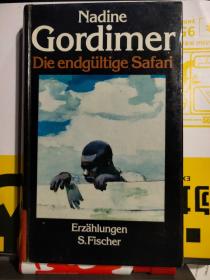 Nadine
Gordimer
Die endgültige Safari
Erzählungen
S. Fischer